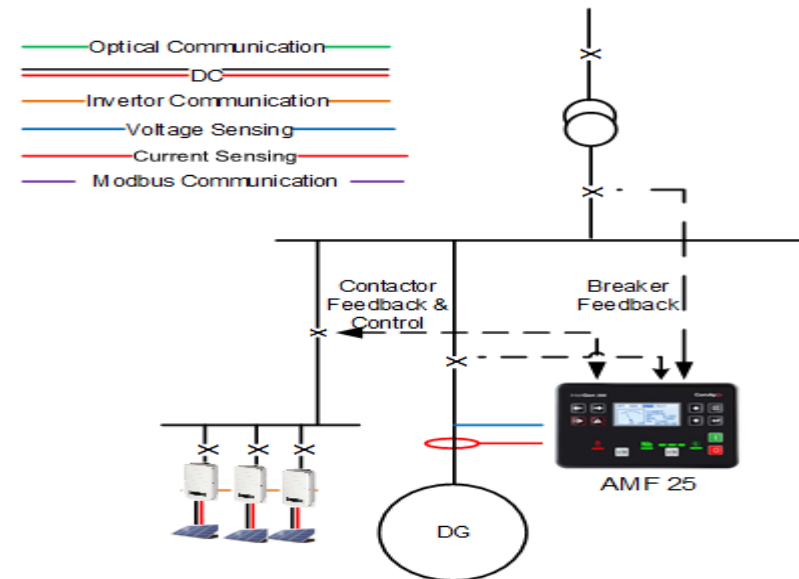 Optical Communication
DC
Invertor Communication
Voltage Sensing
Current Sensing
Modbus Communication
Contactor
Feedback &
Control
Breaker
Feedback
AMF 25
DG